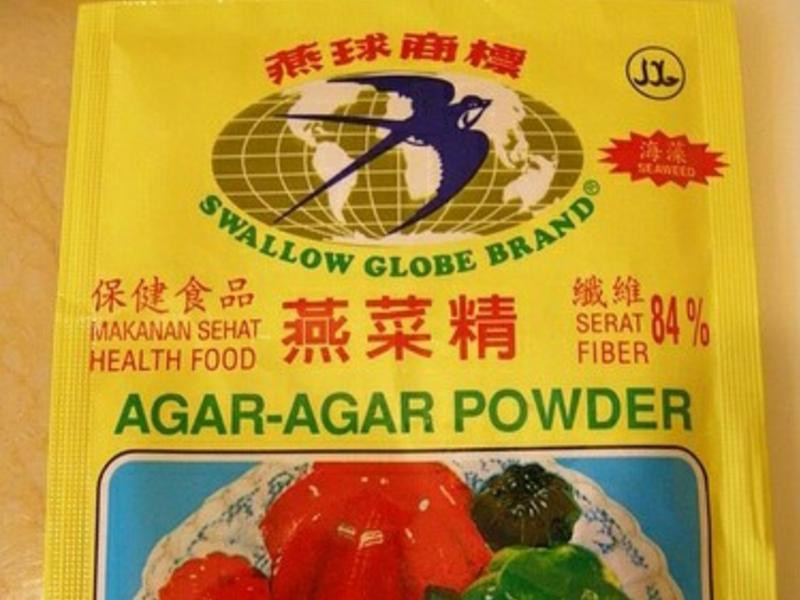 燕球商標
حلال
海藻
SEAWEED
SWALLOW GLOBE BRAND®
保健食品
MAKANAN SEHAT
HEALTH FOOD
燕菜精
纖維
SERAT
FIBER
84 %
AGAR-AGAR POWDER